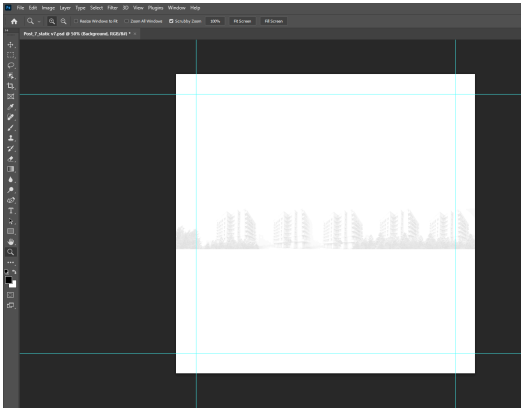 Ps File Edit Image Layer Type Select Filter 3D View Plugins Window Help
Resize Windows to Fit Zoom All Windows Scrubby Zoom 100% Fit Screen Fill Screen
Post_7_static v7.psd @ 50% (Background, RGB/8#) * ×